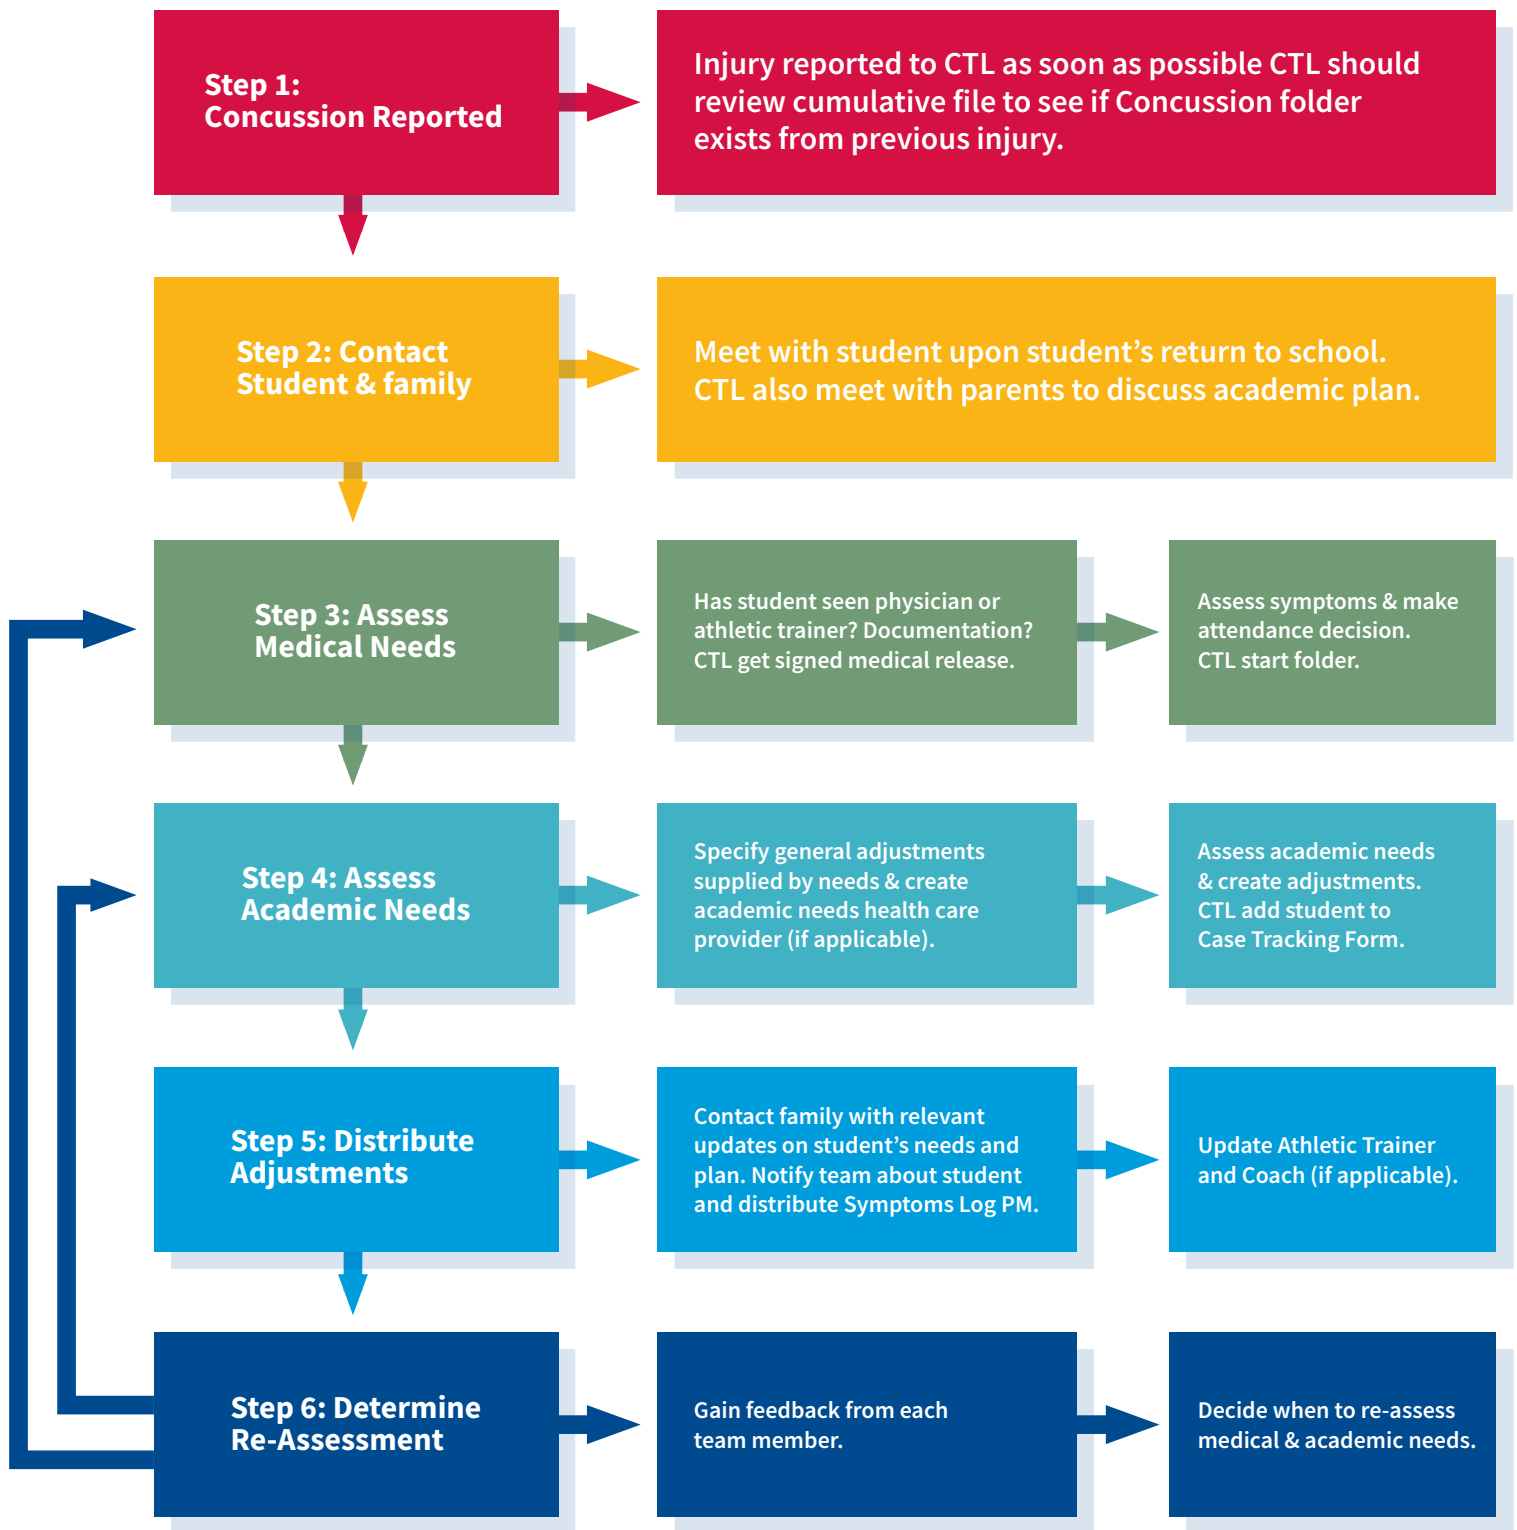 Step 1:
Concussion Reported
Injury reported to CTL as soon as possible CTL should
review cumulative file to see if Concussion folder
exists from previous injury.
Step 2: Contact
Student & family
Meet with student upon student’s return to school.
CTL also meet with parents to discuss academic plan.
Step 3: Assess
Medical Needs
Has student seen physician or
athletic trainer? Documentation?
CTL get signed medical release.
Assess symptoms & make
attendance decision.
CTL start folder.
Step 4: Assess
Academic Needs
Specify general adjustments
supplied by needs & create
academic needs health care
provider (if applicable).
Assess academic needs
& create adjustments.
CTL add student to
Case Tracking Form.
Step 5: Distribute
Adjustments
Contact family with relevant
updates on student’s needs and
plan. Notify team about student
and distribute Symptoms Log PM.
Update Athletic Trainer
and Coach (if applicable).
Step 6: Determine
Re-Assessment
Gain feedback from each
team member.
Decide when to re-assess
medical & academic needs.